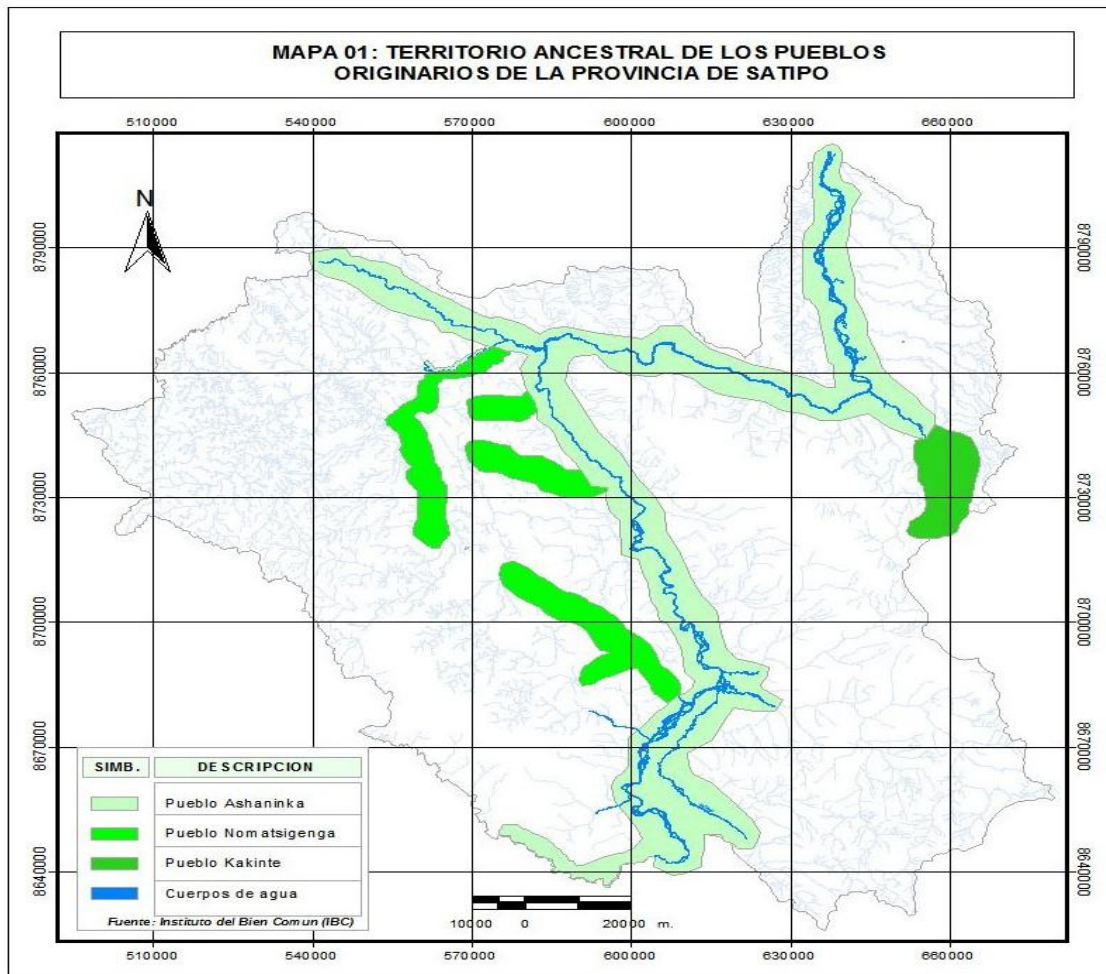 MAPA 01: TERRITORIO ANCESTRAL DE LOS PUEBLOS
ORIGINARIOS DE LA PROVINCIA DE SATIPO
510000 540000 570000 600000 630000 660000
N
8790000 8790000
8760000 8760000
8730000 8730000
8700000 8700000
8670000 8670000
8640000 8640000
SIMB. DESCRIPCION
Pueblo Ashaninka
Pueblo Nomatsigenga
Pueblo Kakinte
Cuerpos de agua
Fuente: Instituto del Bien Comun (IBC)
10000 0 20000 m.
510000 540000 570000 600000 630000 660000